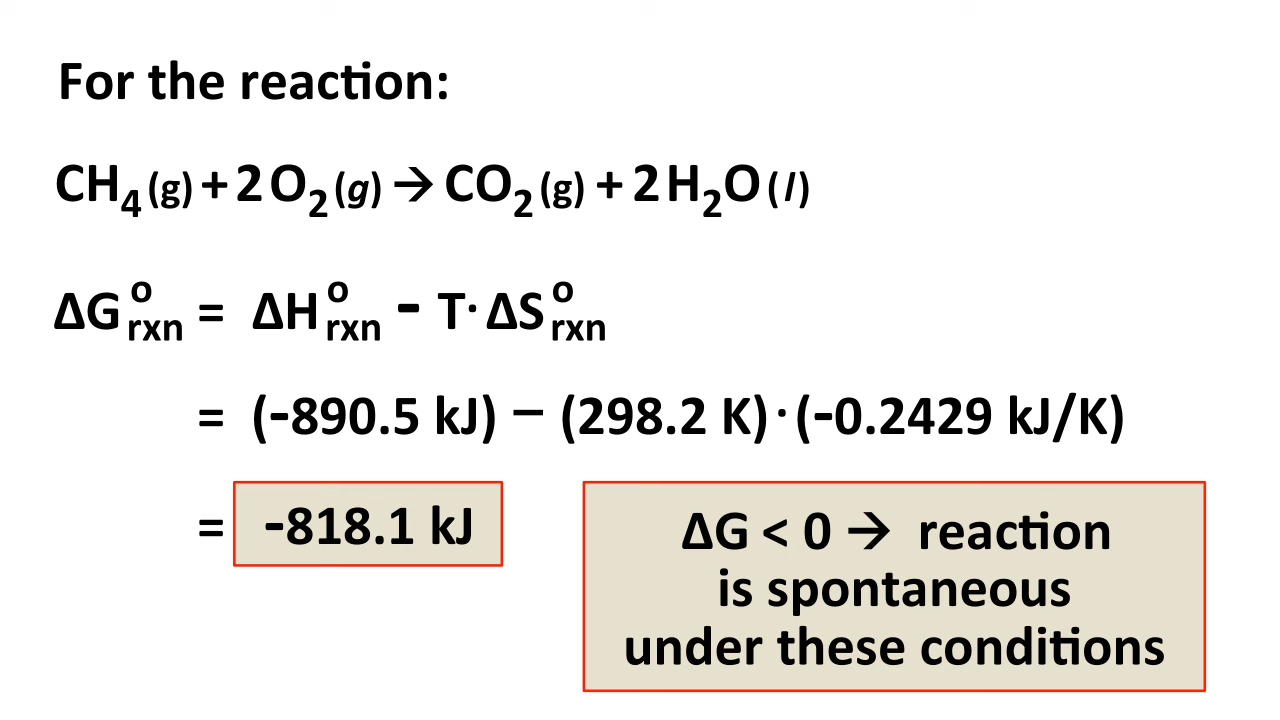 For the reaction:
CH₄(g) + 2 O₂(g) → CO₂(g) + 2 H₂O(l)
ΔG°rxn = ΔH°rxn - T·ΔS°rxn
= (-890.5 kJ) – (298.2 K)·(-0.2429 kJ/K)
= -818.1 kJ
ΔG < 0 → reaction
is spontaneous
under these conditions